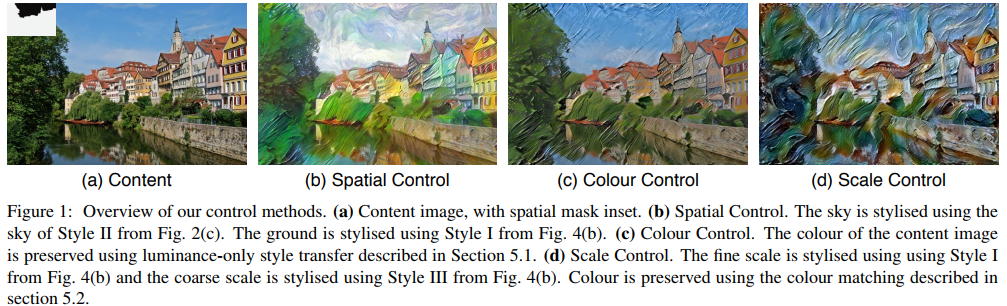 (a) Content
(b) Spatial Control
(c) Colour Control
(d) Scale Control
Figure 1: Overview of our control methods. (a) Content image, with spatial mask inset. (b) Spatial Control. The sky is stylised using the
sky of Style II from Fig. 2(c). The ground is stylised using Style I from Fig. 4(b). (c) Colour Control. The colour of the content image
is preserved using luminance-only style transfer described in Section 5.1. (d) Scale Control. The fine scale is stylised using using Style I
from Fig. 4(b) and the coarse scale is stylised using Style III from Fig. 4(b). Colour is preserved using the colour matching described in
section 5.2.